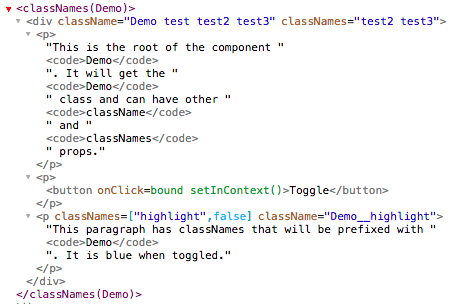 ▼ <classNames(Demo)>
▼ <div className="Demo test test2 test3" classNames="test2 test3">
▼ <p>
"This is the root of the component "
<code>Demo</code>
". It will get the "
<code>Demo</code>
" class and can have other "
<code>className</code>
" and "
<code>classNames</code>
" props."
</p>
▼ <p>
<button onClick=bound setInContext()>Toggle</button>
</p>
▼ <p classNames=["highlight",false] className="Demo__highlight">
"This paragraph has classNames that will be prefixed with "
<code>Demo</code>
". It is blue when toggled."
</p>
</div>
</classNames(Demo)>